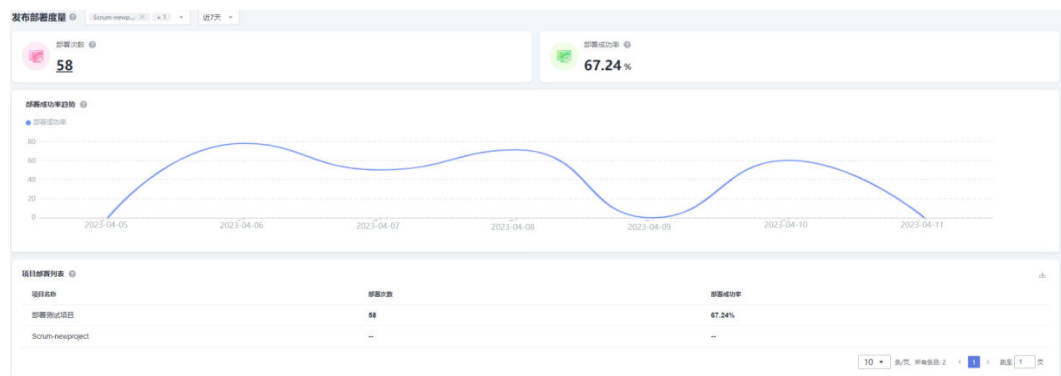 发布部署度量
Scrum-newp... × +1 近7天
部署次数
58
部署成功率
67.24 %
部署成功率趋势
部署成功率
80
60
40
20
0
2023-04-05 2023-04-06 2023-04-07 2023-04-08 2023-04-09 2023-04-10 2023-04-11
项目部署列表
项目名称 部署次数 部署成功率
部署测试项目 58 67.24%
Scrum-newproject -- --
10 条/页 所有条目: 2 < 1 > 跳至 1 页